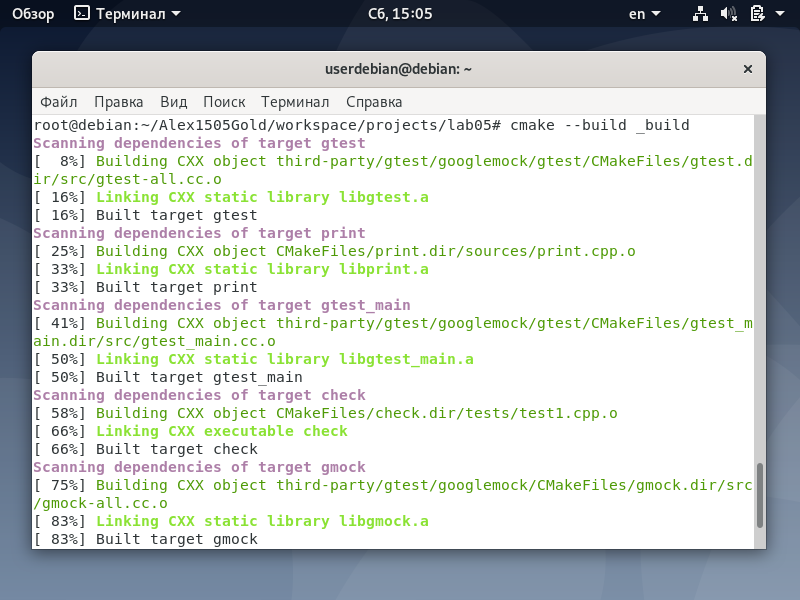 Обзор Терминал Сб, 15:05 en
userdebian@debian: ~ ×
Файл Правка Вид Поиск Терминал Справка
root@debian:~/Alex1505Gold/workspace/projects/lab05# cmake --build _build
Scanning dependencies of target gtest
[  8%] Building CXX object third-party/gtest/googlemock/gtest/CMakeFiles/gtest.d
ir/src/gtest-all.cc.o
[ 16%] Linking CXX static library libgtest.a
[ 16%] Built target gtest
Scanning dependencies of target print
[ 25%] Building CXX object CMakeFiles/print.dir/sources/print.cpp.o
[ 33%] Linking CXX static library libprint.a
[ 33%] Built target print
Scanning dependencies of target gtest_main
[ 41%] Building CXX object third-party/gtest/googlemock/gtest/CMakeFiles/gtest_m
ain.dir/src/gtest_main.cc.o
[ 50%] Linking CXX static library libgtest_main.a
[ 50%] Built target gtest_main
Scanning dependencies of target check
[ 58%] Building CXX object CMakeFiles/check.dir/tests/test1.cpp.o
[ 66%] Linking CXX executable check
[ 66%] Built target check
Scanning dependencies of target gmock
[ 75%] Building CXX object third-party/gtest/googlemock/CMakeFiles/gmock.dir/src
/gmock-all.cc.o
[ 83%] Linking CXX static library libgmock.a
[ 83%] Built target gmock